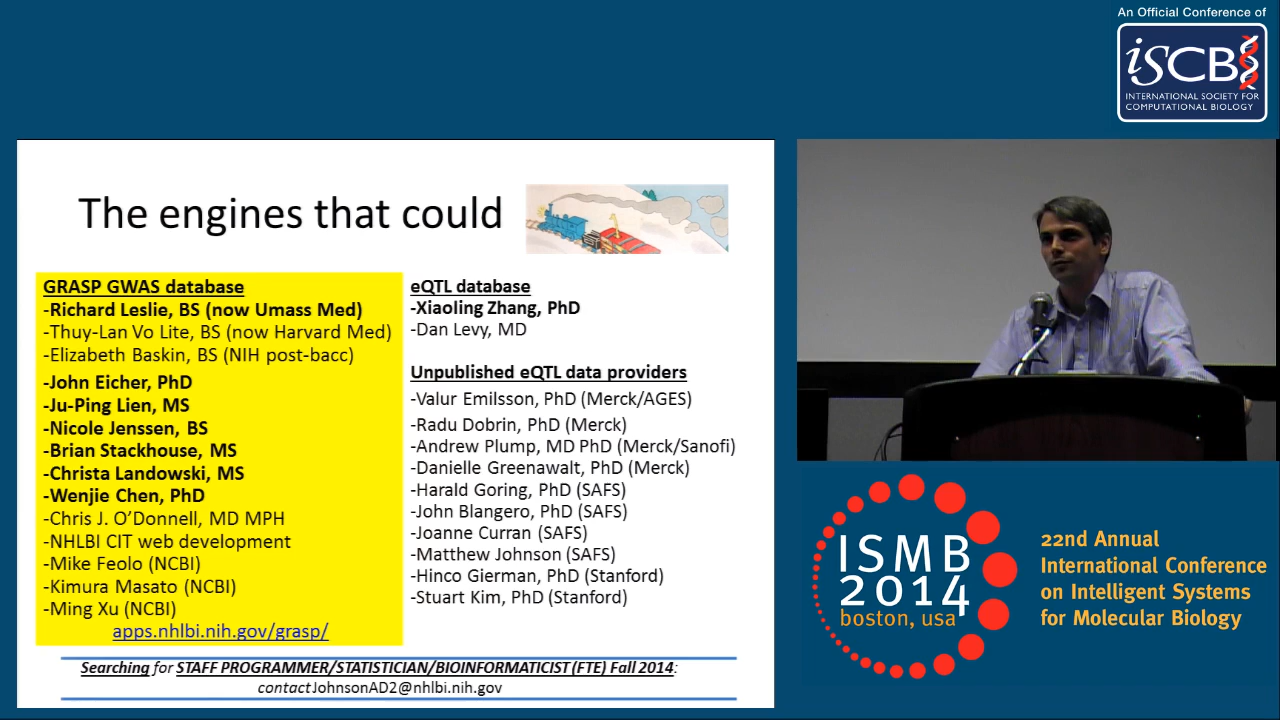 An Official Conference of
iSCB
INTERNATIONAL SOCIETY FOR
COMPUTATIONAL BIOLOGY
The engines that could
GRASP GWAS database
-Richard Leslie, BS (now Umass Med)
-Thuy-Lan Vo Lite, BS (now Harvard Med)
-Elizabeth Baskin, BS (NIH post-bacc)
-John Eicher, PhD
-Ju-Ping Lien, MS
-Nicole Jenssen, BS
-Brian Stackhouse, MS
-Christa Landowski, MS
-Wenjie Chen, PhD
-Chris J. O’Donnell, MD MPH
-NHLBI CIT web development
-Mike Feolo (NCBI)
-Kimura Masato (NCBI)
-Ming Xu (NCBI)
apps.nhlbi.nih.gov/grasp/
eQTL database
-Xiaoling Zhang, PhD
-Dan Levy, MD
Unpublished eQTL data providers
-Valur Emilsson, PhD (Merck/AGES)
-Radu Dobrin, PhD (Merck)
-Andrew Plump, MD PhD (Merck/Sanofi)
-Danielle Greenawalt, PhD (Merck)
-Harald Goring, PhD (SAFS)
-John Blangero, PhD (SAFS)
-Joanne Curran (SAFS)
-Matthew Johnson (SAFS)
-Hinco Gierman, PhD (Stanford)
-Stuart Kim, PhD (Stanford)
Searching for STAFF PROGRAMMER/STATISTICIAN/BIOINFORMATICIST (FTE) Fall 2014:
contact JohnsonAD2@nhlbi.nih.gov
ISMB
2014
boston, usa
22nd Annual
International Conference
on Intelligent Systems
for Molecular Biology